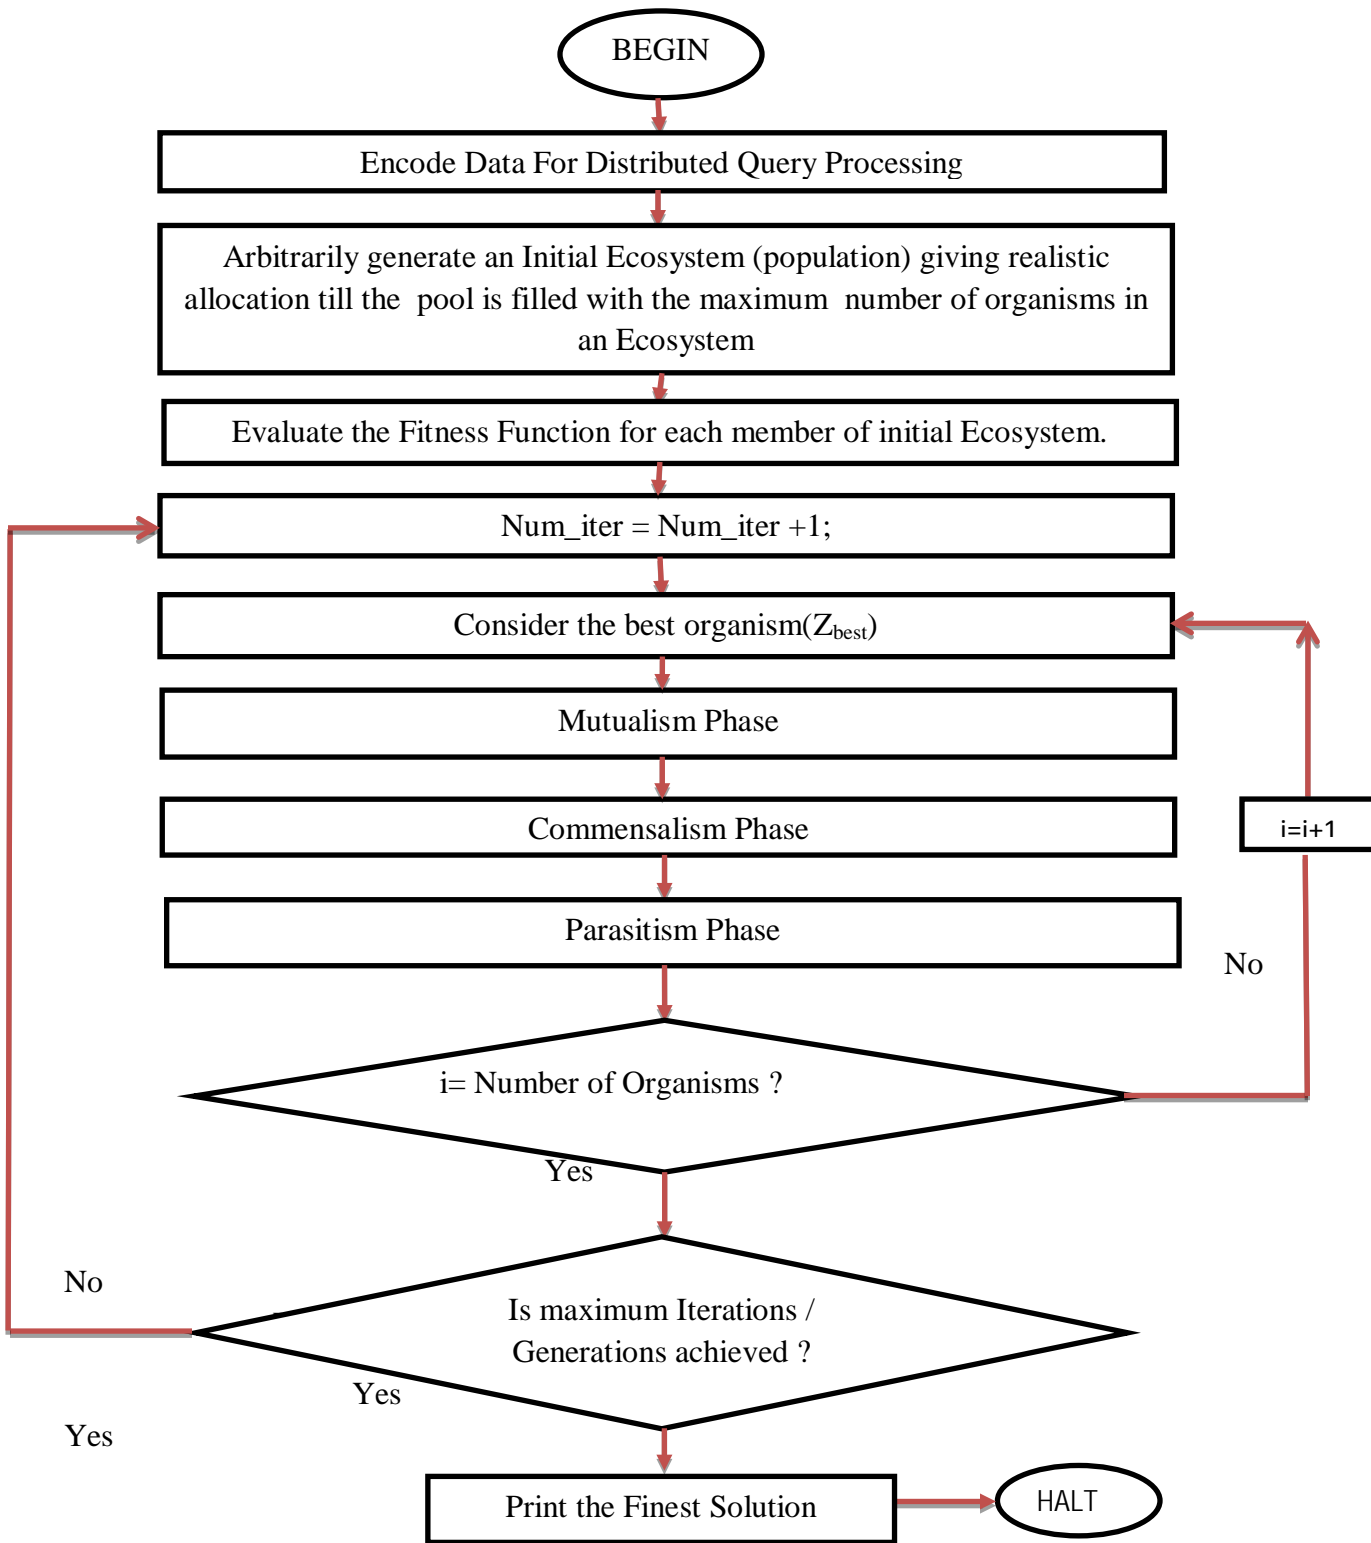 BEGIN
Encode Data For Distributed Query Processing
Arbitrarily generate an Initial Ecosystem (population) giving realistic
allocation till the pool is filled with the maximum number of organisms in
an Ecosystem
Evaluate the Fitness Function for each member of initial Ecosystem.
Num_iter = Num_iter +1;
Consider the best organism(Zbest)
Mutualism Phase
Commensalism Phase
i=i+1
Parasitism Phase
No
i= Number of Organisms ?
Yes
No
Is maximum Iterations /
Generations achieved ?
Yes
Yes
Print the Finest Solution
HALT